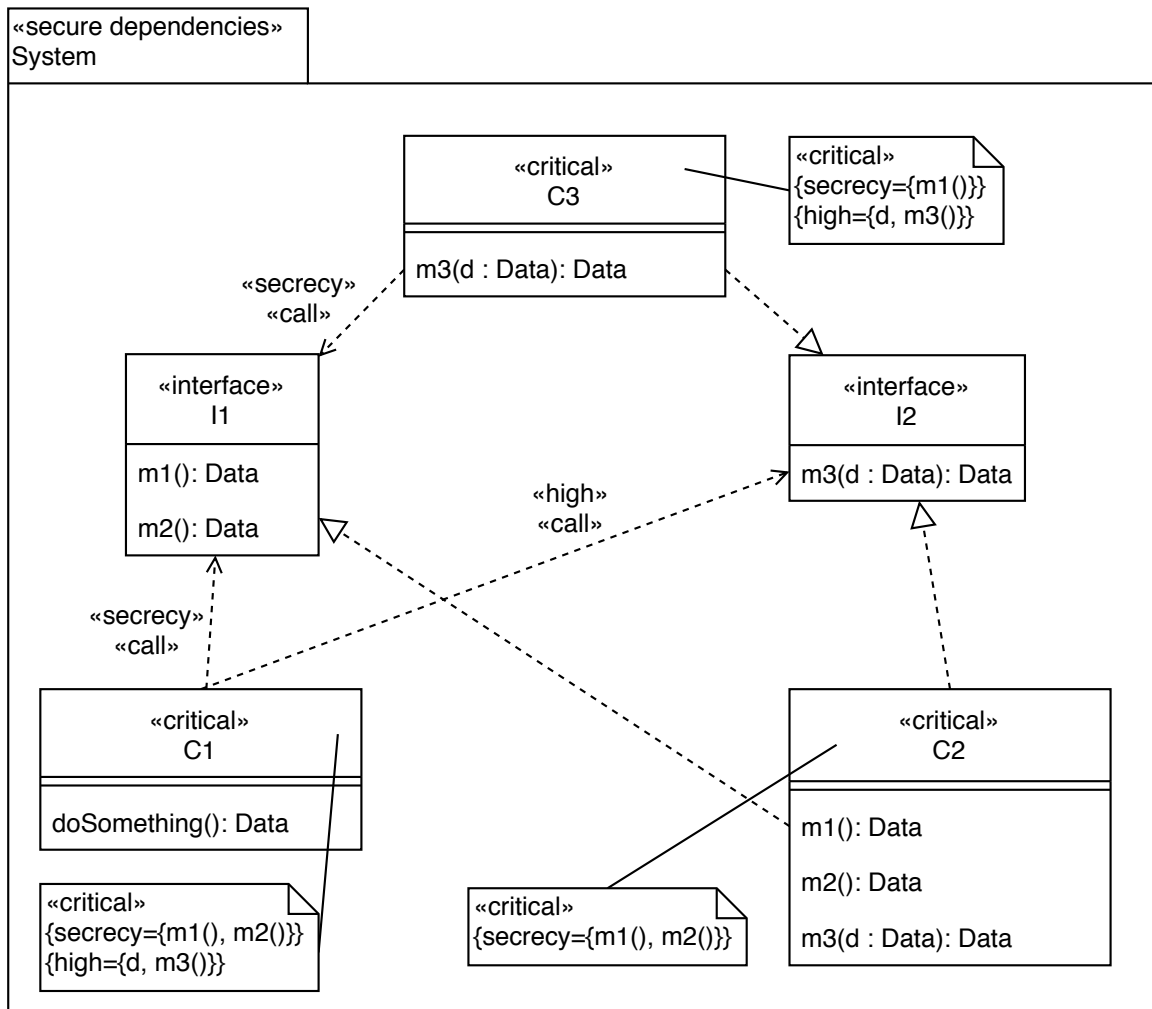 «secure dependencies»
System
«critical»
C3
m3(d : Data): Data
«critical»
{secrecy={m1()}}
{high={d, m3()}}
«secrecy»
«call»
«interface»
I1
m1(): Data
m2(): Data
«interface»
I2
m3(d : Data): Data
«high»
«call»
«secrecy»
«call»
«critical»
C1
doSomething(): Data
«critical»
C2
m1(): Data
m2(): Data
m3(d : Data): Data
«critical»
{secrecy={m1(), m2()}}
{high={d, m3()}}
«critical»
{secrecy={m1(), m2()}}